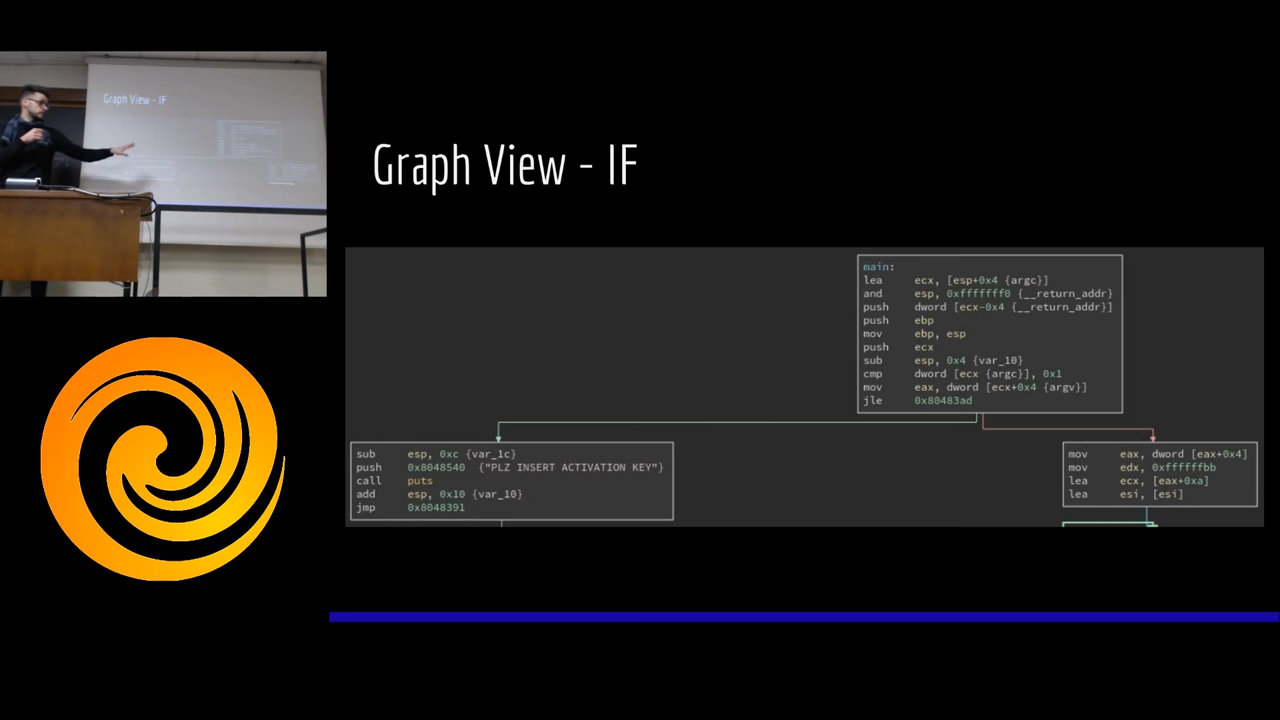 Graph View - IF
Graph View - IF
main:
lea ecx, [esp+0x4 {argc}]
and esp, 0xfffffff0 {__return_addr}
push dword [ecx-0x4 {__return_addr}]
push ebp
mov ebp, esp
push ecx
sub esp, 0x4 {var_10}
cmp dword [ecx {argc}], 0x1
mov eax, dword [ecx+0x4 {argv}]
jle 0x80483ad
sub esp, 0xc {var_1c}
push 0x8048540 {"PLZ INSERT ACTIVATION KEY"}
call puts
add esp, 0x10 {var_10}
jmp 0x8048391
mov eax, dword [eax+0x4]
mov edx, 0xffffffbb
lea ecx, [eax+0xa]
lea esi, [esi]